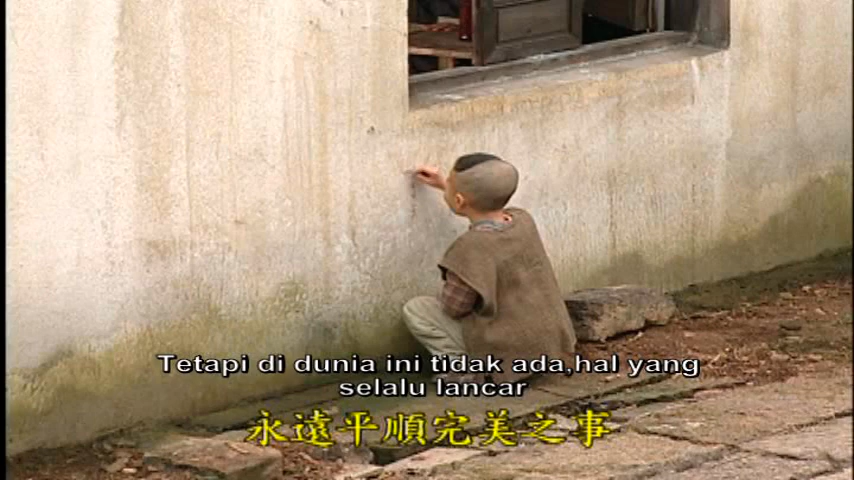 Tetapi di dunia ini tidak ada,hal yang
selalu lancar
永遠平順完美之事